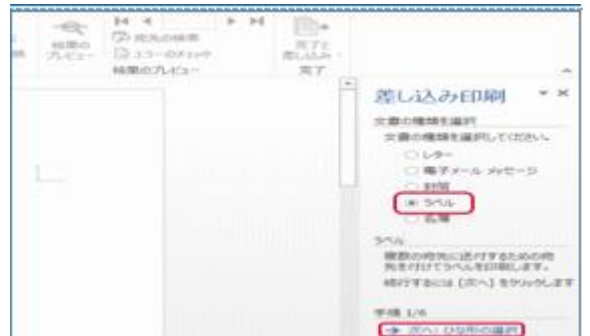 結果の
プレビュー
宛先の検索
エラーのチェック
結果のプレビュー
完了と
差し込み
完了
差し込み印刷
文書の種類を選択
文書の種類を選択してください。
レター
電子メール メッセージ
封筒
ラベル
名簿
ラベル
複数の宛先に送付するための宛
先を付けてラベルを印刷します。
続行するには [次へ] をクリックします
手順 1/6
次へ: ひな形の選択